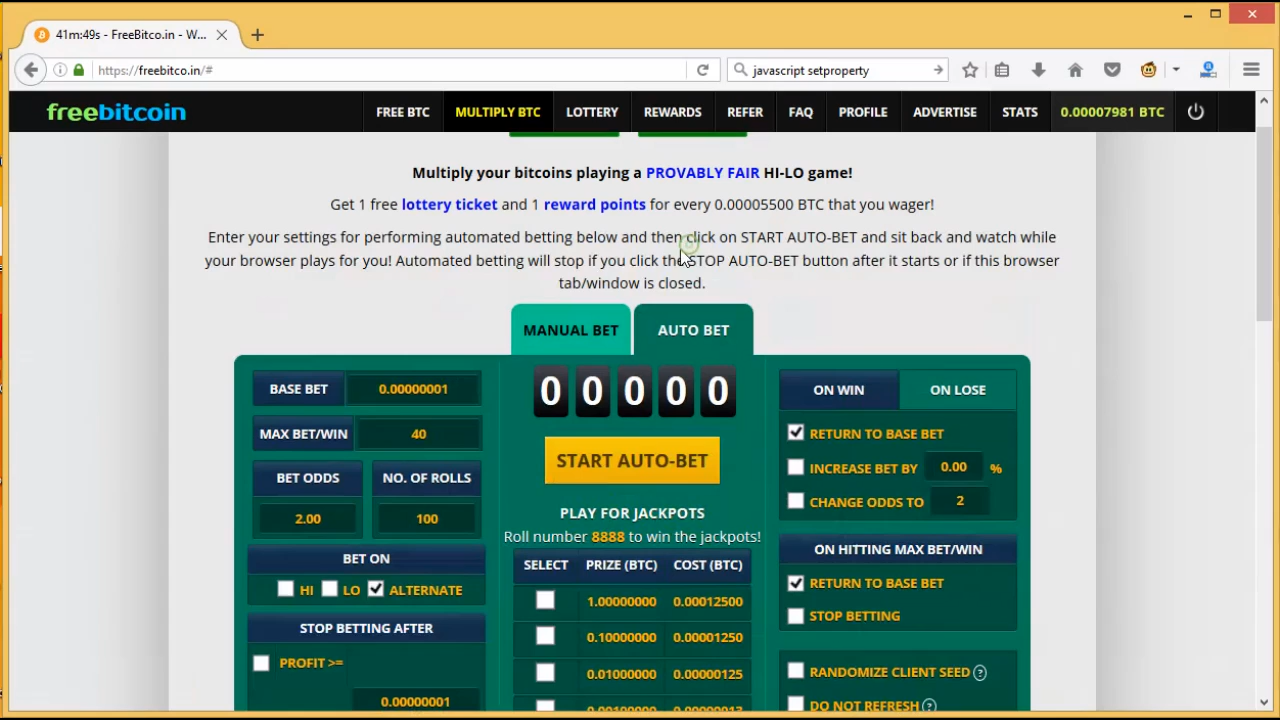 41m:49s - FreeBitco.in - W...
https://freebitco.in/#
javascript setproperty
freebitcoin
FREE BTC
MULTIPLY BTC
LOTTERY
REWARDS
REFER
FAQ
PROFILE
ADVERTISE
STATS
0.00007981 BTC
Multiply your bitcoins playing a PROVABLY FAIR HI-LO game!
Get 1 free lottery ticket and 1 reward points for every 0.00005500 BTC that you wager!
Enter your settings for performing automated betting below and then click on START AUTO-BET and sit back and watch while
your browser plays for you! Automated betting will stop if you click the STOP AUTO-BET button after it starts or if this browser
tab/window is closed.
MANUAL BET
AUTO BET
BASE BET 0.00000001
MAX BET/WIN 40
BET ODDS
NO. OF ROLLS
2.00
100
BET ON
HI LO ALTERNATE
STOP BETTING AFTER
PROFIT >=
0.00000001
0 0 0 0 0
START AUTO-BET
PLAY FOR JACKPOTS
Roll number 8888 to win the jackpots!
SELECT PRIZE (BTC) COST (BTC)
1.00000000 0.00012500
0.10000000 0.00001250
0.01000000 0.00000125
0.00100000 0.00000013
ON WIN
ON LOSE
RETURN TO BASE BET
INCREASE BET BY 0.00 %
CHANGE ODDS TO 2
ON HITTING MAX BET/WIN
RETURN TO BASE BET
STOP BETTING
RANDOMIZE CLIENT SEED ?
DO NOT REFRESH ?